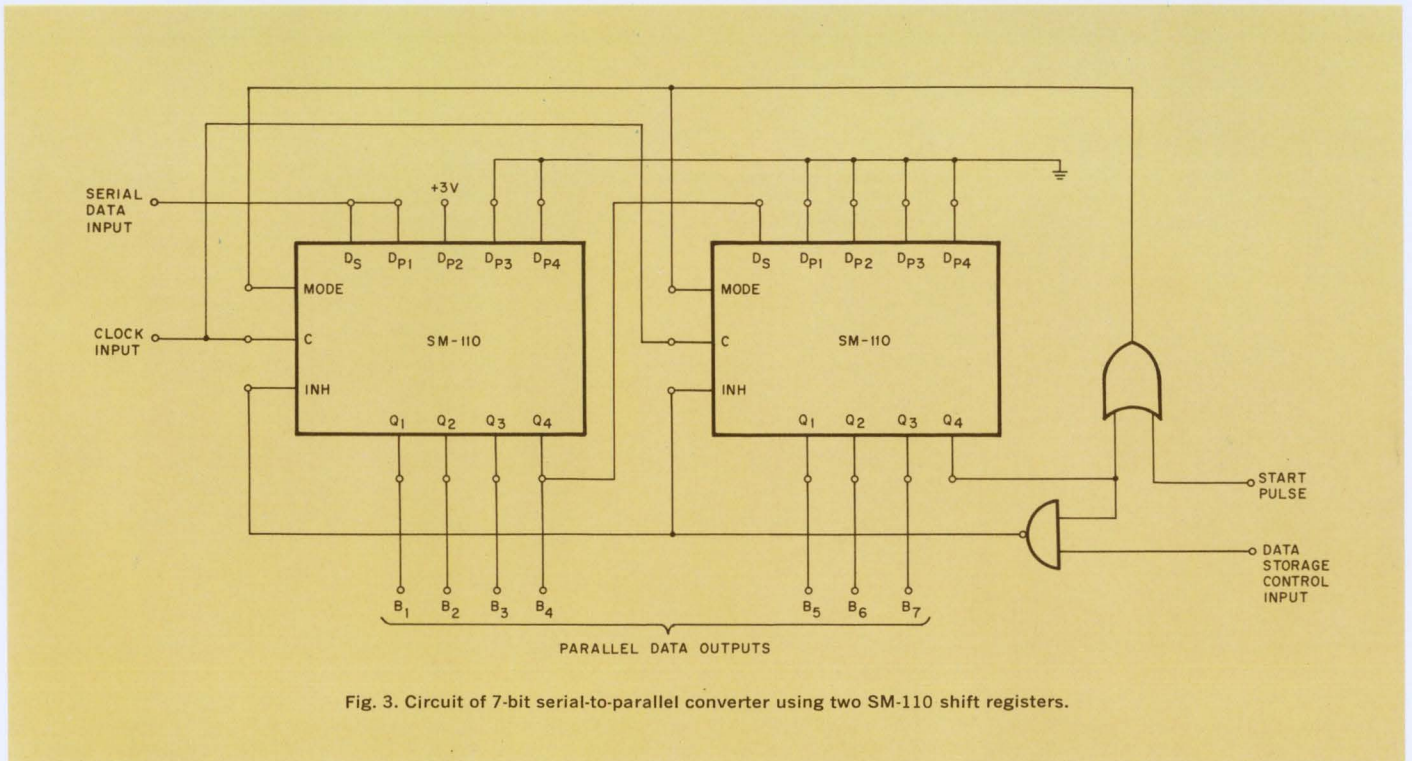 +3V
SERIAL
DATA
INPUT
DS DP1 DP2 DP3 DP4
DS DP1 DP2 DP3 DP4
MODE
MODE
CLOCK
INPUT
C SM-110
C SM-110
INH
INH
Q1 Q2 Q3 Q4
Q1 Q2 Q3 Q4
START
PULSE
DATA
STORAGE
CONTROL
INPUT
B1 B2 B3 B4
B5 B6 B7
PARALLEL DATA OUTPUTS
Fig. 3. Circuit of 7-bit serial-to-parallel converter using two SM-110 shift registers.